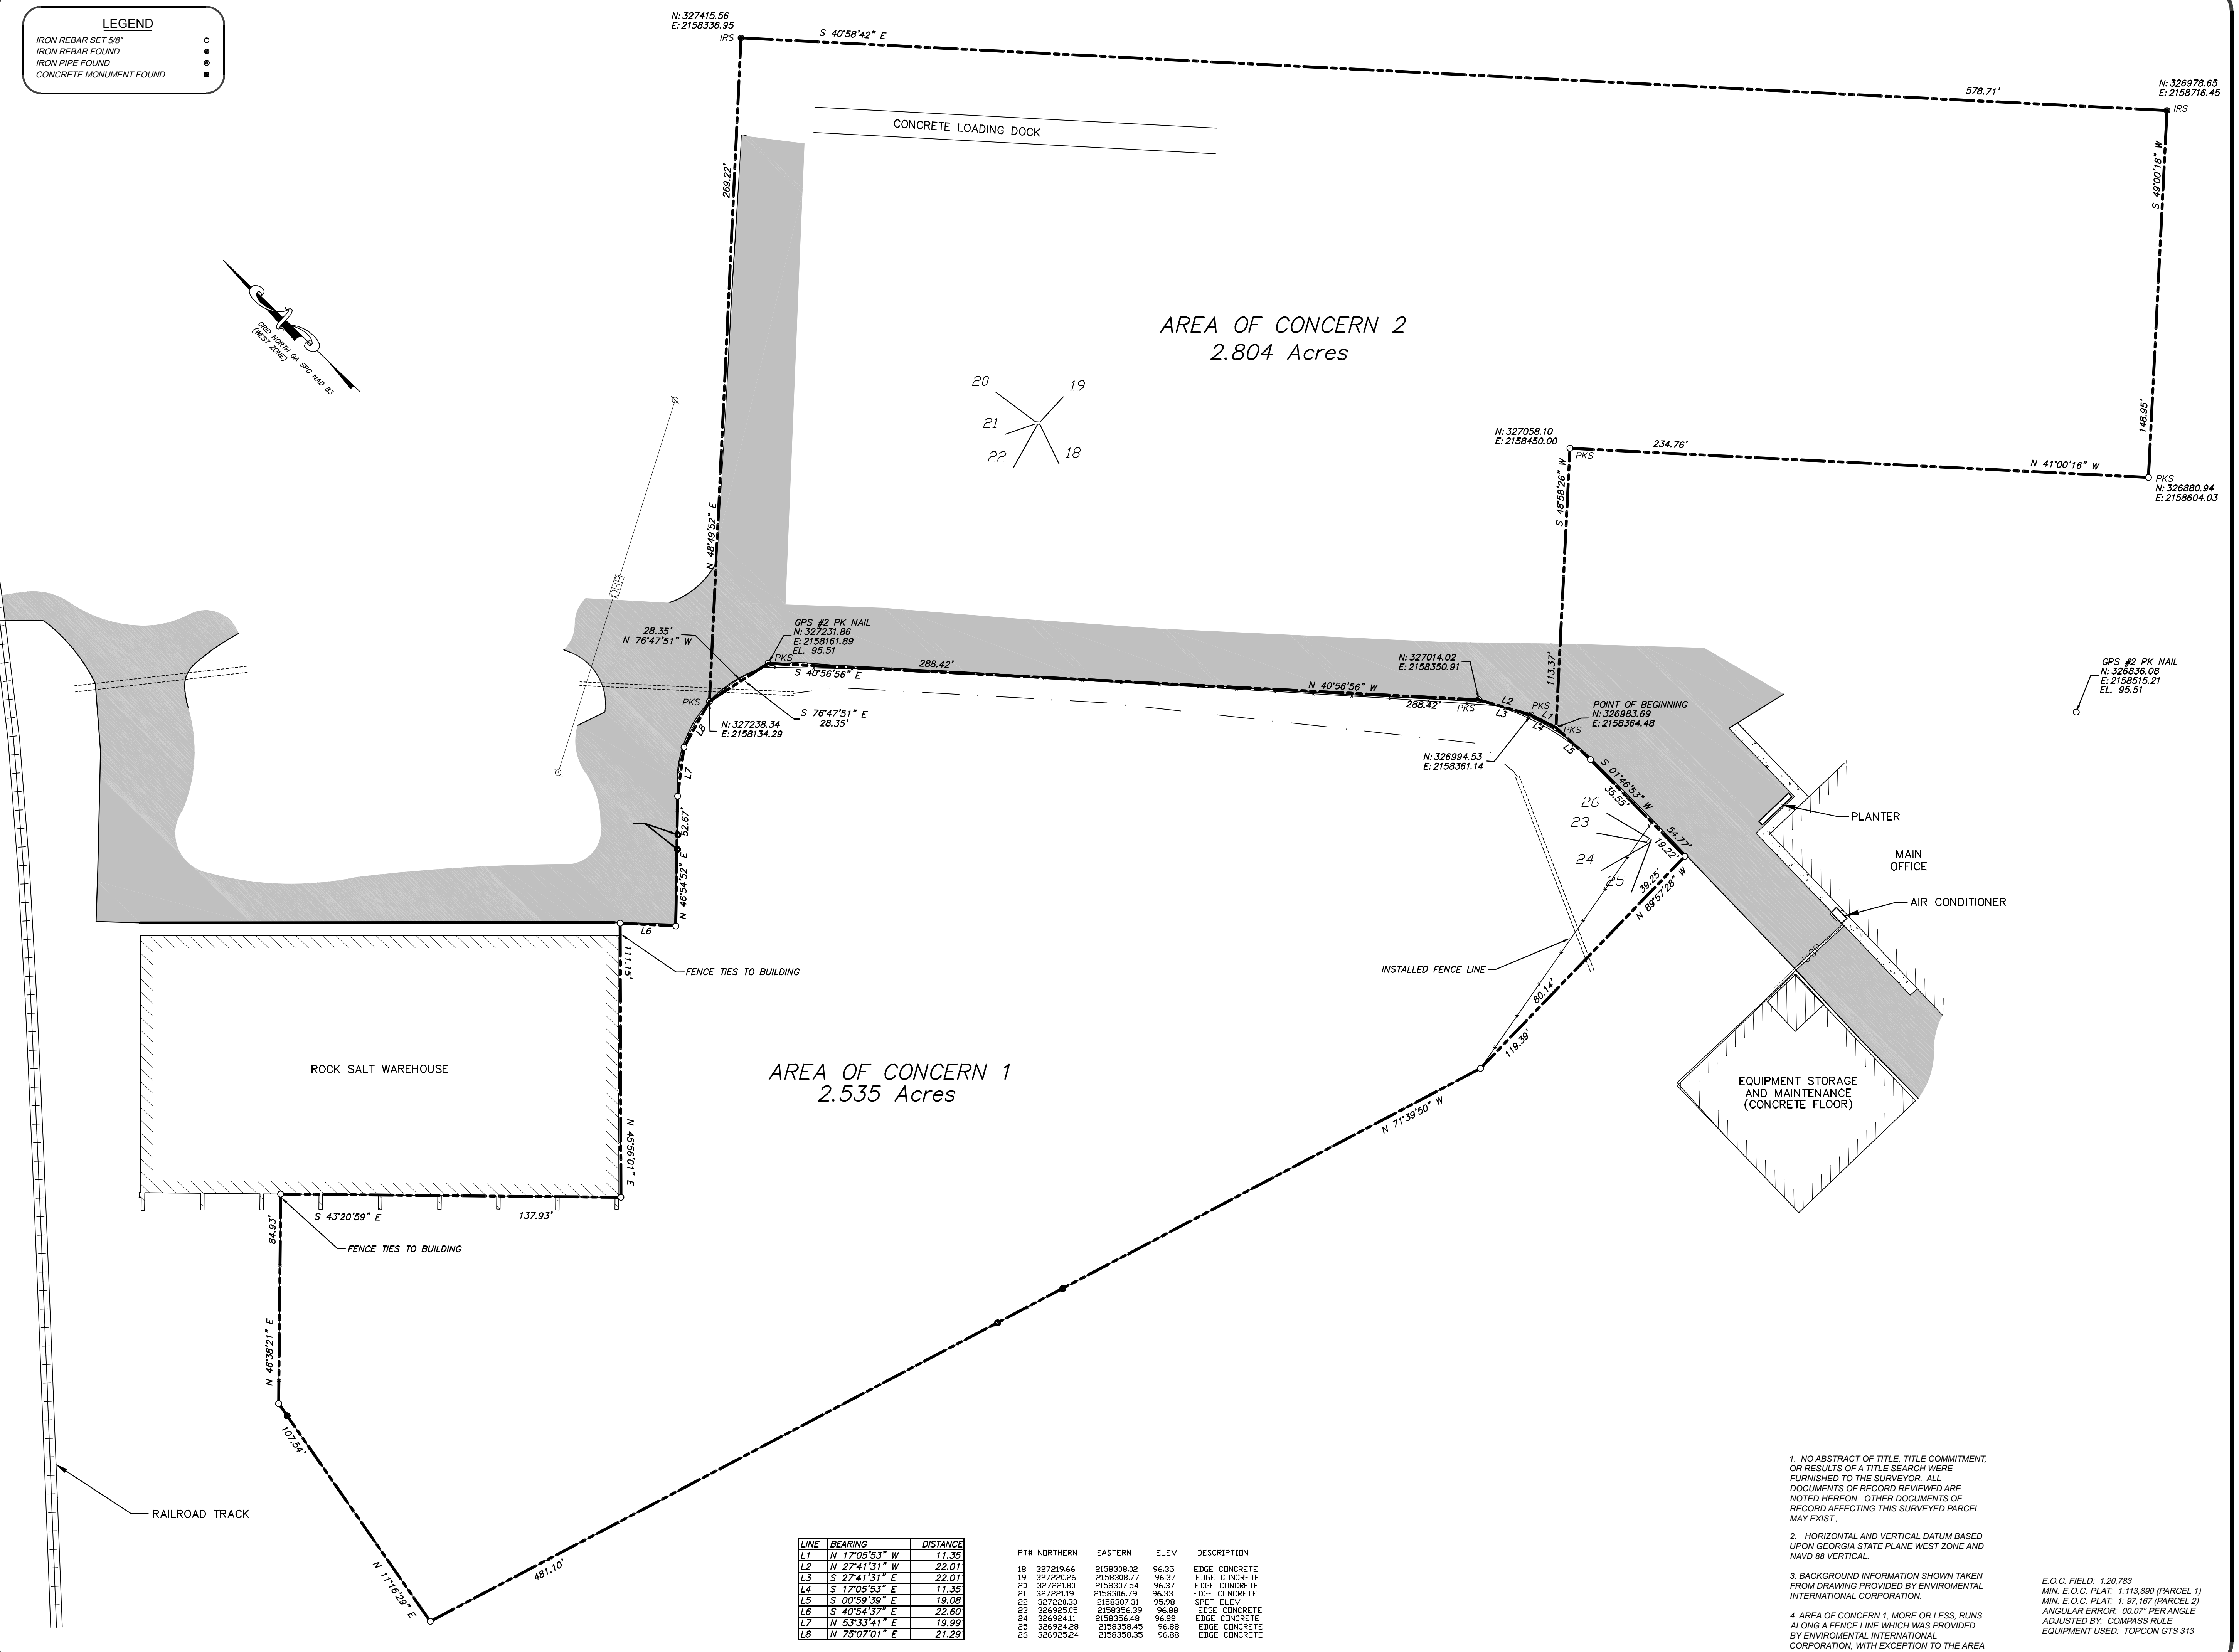 LEGEND
IRON REBAR SET 5/8"
IRON REBAR FOUND
IRON PIPE FOUND
CONCRETE MONUMENT FOUND
N: 327415.56
E: 2158336.95
IRS
S 40°58'42" E
578.71'
N: 326978.65
E: 2158716.45
IRS
CONCRETE LOADING DOCK
269.22'
N 48°49'52" E
S 49°00'18" W
148.95'
GRID NORTH GA SPC NAD 83
(WEST ZONE)
AREA OF CONCERN 2
2.804 Acres
20
19
21
22
18
N: 327058.10
E: 2158450.00
PKS
234.76'
N 41°00'16" W
PKS
N: 326880.94
E: 2158604.03
S 48°58'26" W
113.37'
OHP
28.35'
N 76°47'51" W
GPS #2 PK NAIL
N: 327231.86
E: 2158161.89
EL. 95.51
PKS
288.42'
S 40°56'56" E
N 40°56'56" W
288.42'
N: 327014.02
E: 2158350.91
PKS
L2
L3
PKS
L1
L4
L5
PKS
POINT OF BEGINNING
N: 326983.69
E: 2158364.48
GPS #2 PK NAIL
N: 326836.08
E: 2158515.21
EL. 95.51
PKS
N: 327238.34
E: 2158134.29
S 76°47'51" E
28.35'
L8
L7
N: 326994.53
E: 2158361.14
S 01°46'53" W
35.55'
54.77'
19.22'
26
23
24
25
39.25'
N 89°57'28" W
PLANTER
MAIN
OFFICE
AIR CONDITIONER
UGP
52.67'
N 46°54'52" E
L6
111.15'
FENCE TIES TO BUILDING
INSTALLED FENCE LINE
80.14'
119.39'
ROCK SALT WAREHOUSE
AREA OF CONCERN 1
2.535 Acres
EQUIPMENT STORAGE
AND MAINTENANCE
(CONCRETE FLOOR)
N 71°39'50" W
N 45°56'01" E
S 43°20'59" E
137.93'
84.93'
FENCE TIES TO BUILDING
N 46°38'21" E
107.54'
RAILROAD TRACK
N 11°16'29" E
481.10'
LINE BEARING DISTANCE
L1 N 17°05'53" W 11.35'
L2 N 27°41'31" W 22.01'
L3 S 27°41'31" E 22.01'
L4 S 17°05'53" E 11.35'
L5 S 00°59'39" E 19.08'
L6 S 40°54'37" E 22.60'
L7 N 53°33'41" E 19.99'
L8 N 75°07'01" E 21.29'
PT# NORTHERN EASTERN ELEV DESCRIPTION
18 327219.66 2158308.02 96.35 EDGE CONCRETE
19 327220.26 2158308.77 96.37 EDGE CONCRETE
20 327221.80 2158307.54 96.37 EDGE CONCRETE
21 327221.19 2158306.79 96.33 EDGE CONCRETE
22 327220.30 2158307.31 95.98 SPOT ELEV
23 326925.05 2158356.39 96.88 EDGE CONCRETE
24 326924.11 2158356.48 96.88 EDGE CONCRETE
25 326924.28 2158358.45 96.88 EDGE CONCRETE
26 326925.24 2158358.35 96.88 EDGE CONCRETE
1. NO ABSTRACT OF TITLE, TITLE COMMITMENT,
OR RESULTS OF A TITLE SEARCH WERE
FURNISHED TO THE SURVEYOR. ALL
DOCUMENTS OF RECORD REVIEWED ARE
NOTED HEREON. OTHER DOCUMENTS OF
RECORD AFFECTING THIS SURVEYED PARCEL
MAY EXIST.
2. HORIZONTAL AND VERTICAL DATUM BASED
UPON GEORGIA STATE PLANE WEST ZONE AND
NAVD 88 VERTICAL.
3. BACKGROUND INFORMATION SHOWN TAKEN
FROM DRAWING PROVIDED BY ENVIROMENTAL
INTERNATIONAL CORPORATION.
4. AREA OF CONCERN 1, MORE OR LESS, RUNS
ALONG A FENCE LINE WHICH WAS PROVIDED
BY ENVIROMENTAL INTERNATIONAL
CORPORATION, WITH EXCEPTION TO THE AREA
E.O.C. FIELD: 1:20,783
MIN. E.O.C. PLAT: 1:113,890 (PARCEL 1)
MIN. E.O.C. PLAT: 1: 97,167 (PARCEL 2)
ANGULAR ERROR: 00.07" PER ANGLE
ADJUSTED BY: COMPASS RULE
EQUIPMENT USED: TOPCON GTS 313